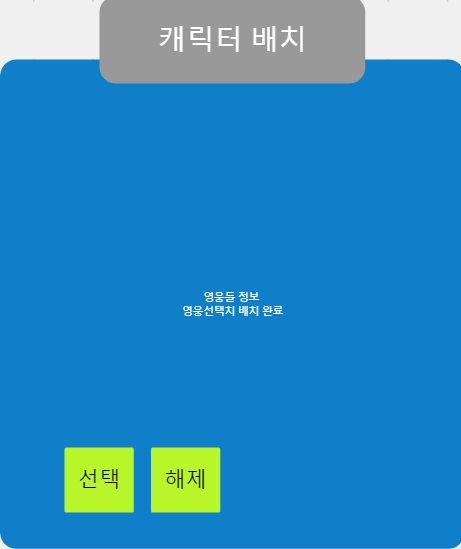 캐릭터 배치
영웅들 정보
영웅선택치 배치 완료
선택
해제